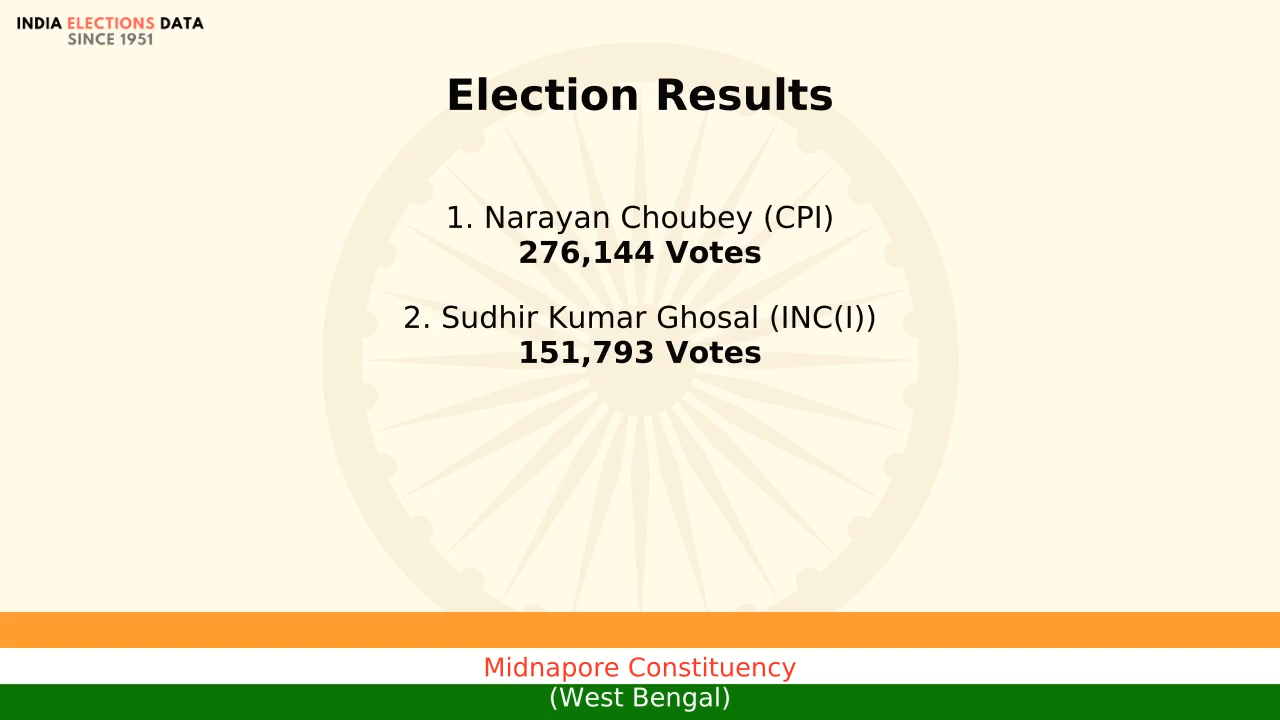 INDIA ELECTIONS DATA
SINCE 1951
Election Results
1. Narayan Choubey (CPI)
276,144 Votes
2. Sudhir Kumar Ghosal (INC(I))
151,793 Votes
Midnapore Constituency
(West Bengal)